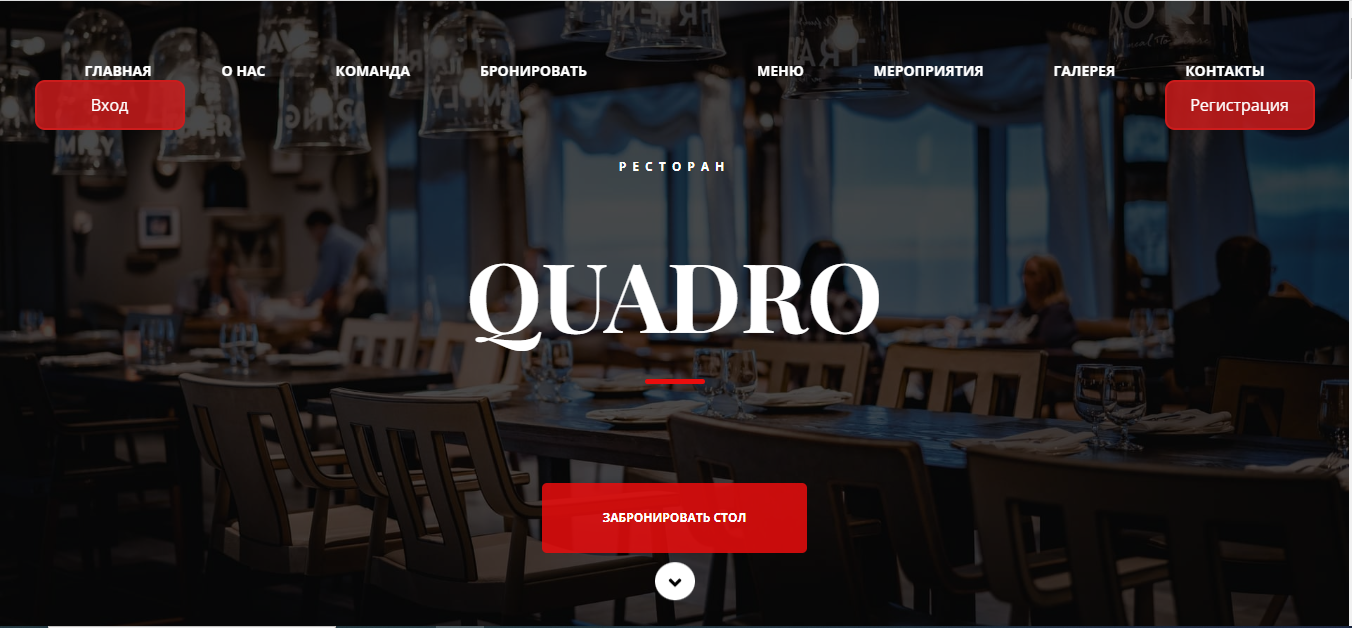 ГЛАВНАЯ О НАС КОМАНДА БРОНИРОВАТЬ МЕНЮ МЕРОПРИЯТИЯ ГАЛЕРЕЯ КОНТАКТЫ
Вход Регистрация
РЕСТОРАН
QUADRO
ЗАБРОНИРОВАТЬ СТОЛ